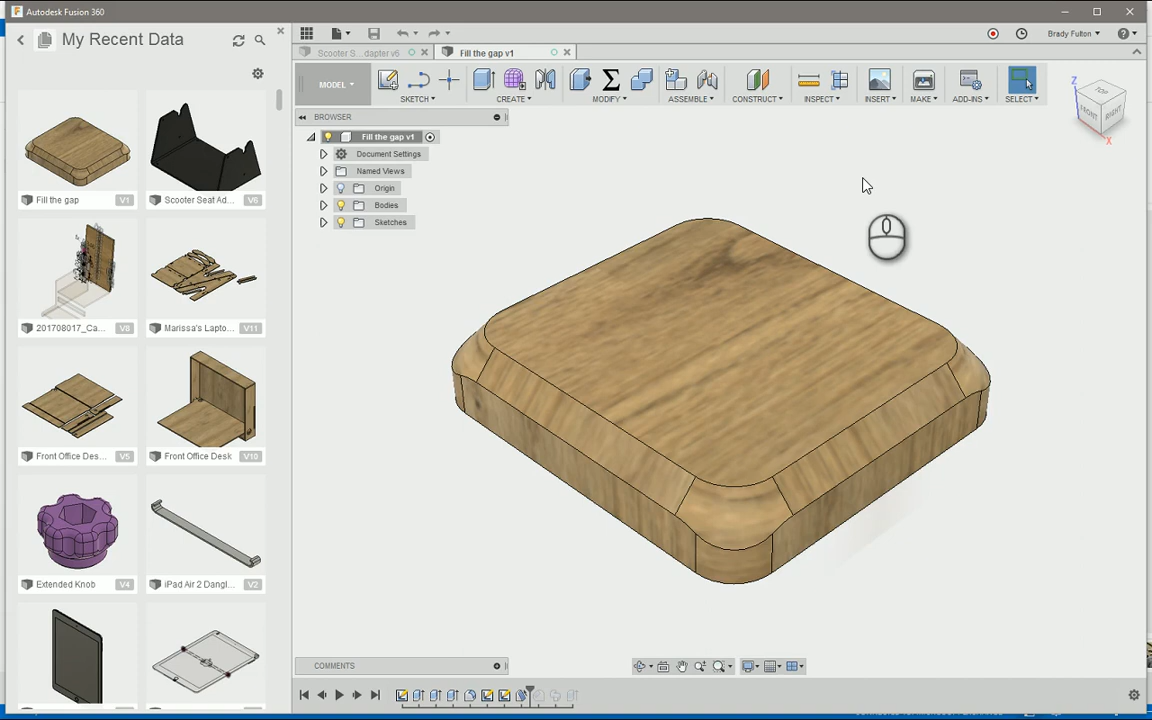 Autodesk Fusion 360
My Recent Data
Fill the gap V1
Scooter Seat Ad... V6
201708017_Ca... V8
Marissa's Lapto... V11
Front Office Des... V5
Front Office Desk V10
Extended Knob V4
iPad Air 2 Dangl... V2
Brady Fulton
Scooter S...dapter v6
Fill the gap v1
MODEL
SKETCH
CREATE
MODIFY
ASSEMBLE
CONSTRUCT
INSPECT
INSERT
MAKE
ADD-INS
SELECT
BROWSER
Fill the gap v1
Document Settings
Named Views
Origin
Bodies
Sketches
Z
TOP
FRONT
RIGHT
X
COMMENTS